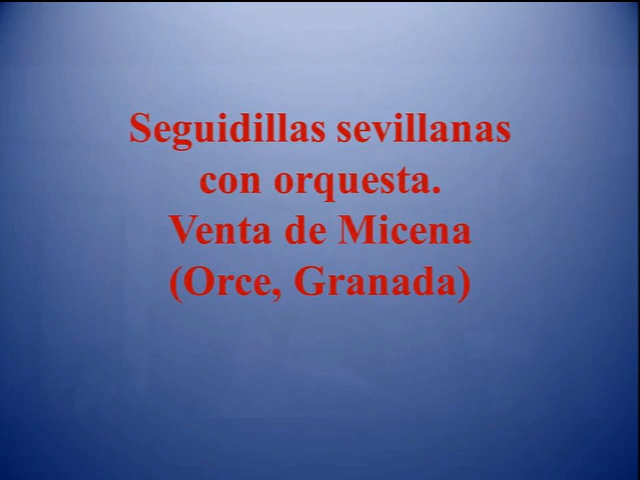 Seguidillas sevillanas
con orquesta.
Venta de Micena
(Orce, Granada)